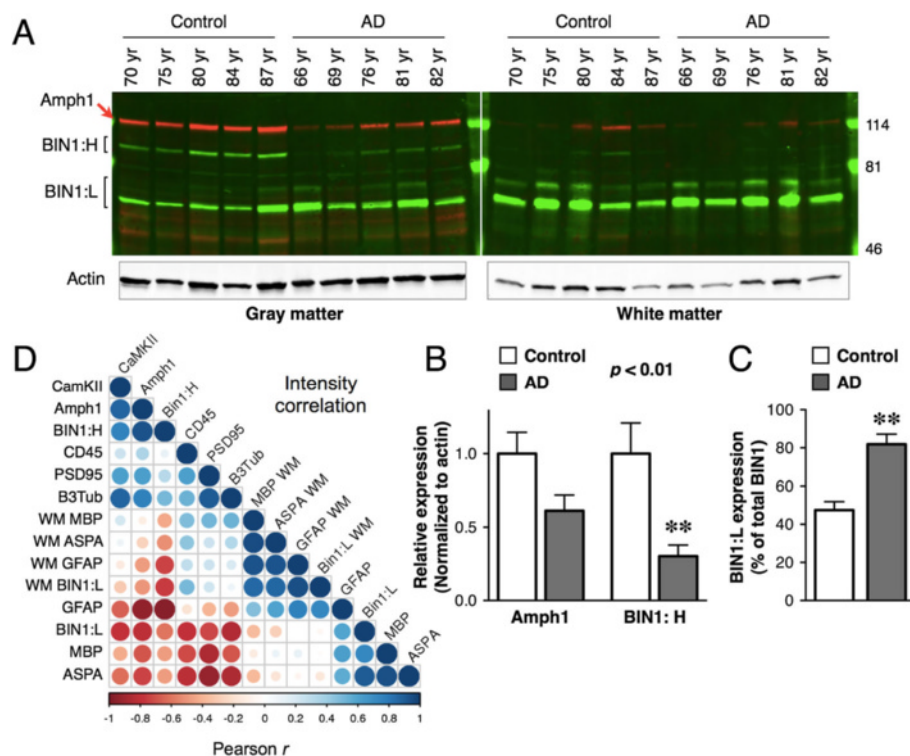 A
Control AD Control AD
70 yr 75 yr 80 yr 84 yr 87 yr 66 yr 69 yr 76 yr 81 yr 82 yr 70 yr 75 yr 80 yr 84 yr 87 yr 66 yr 69 yr 76 yr 81 yr 82 yr
Amph1
BIN1:H
BIN1:L
114
81
46
Actin
Gray matter White matter
D
Intensity
correlation
CaMKII
Amph1
Bin1:H
CD45
PSD95
B3Tub
MBP WM
ASPA WM
GFAP WM
Bin1:L WM
GFAP
Bin1:L
MBP
ASPA
CamKII
Amph1
BIN1:H
CD45
PSD95
B3Tub
WM MBP
WM ASPA
WM GFAP
WM BIN1:L
GFAP
BIN1:L
MBP
ASPA
-1 -0.8 -0.6 -0.4 -0.2 0 0.2 0.4 0.6 0.8 1
Pearson r
B
Control
AD
p < 0.01
Relative expression
(Normalized to actin)
1.0
0.5
0.0
**
Amph1 BIN1: H
C
Control
AD
BIN1:L expression
(% of total BIN1)
100
80
60
40
20
0
**